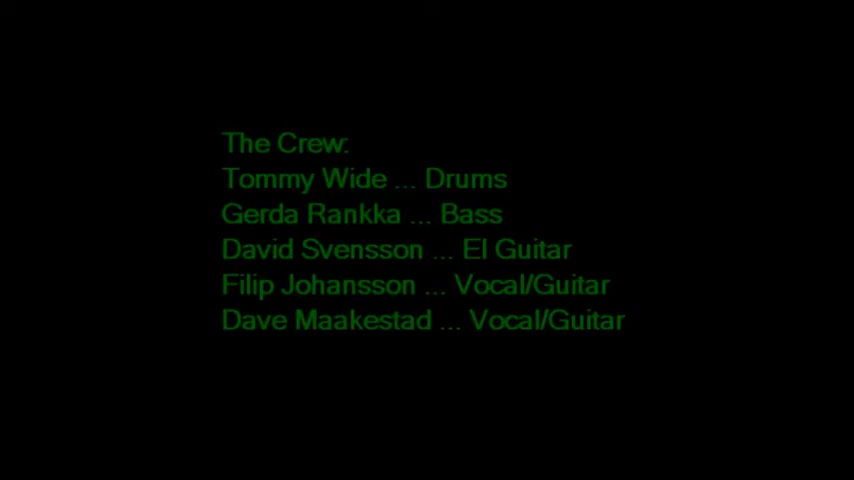 The Crew:
Tommy Wide ... Drums
Gerda Rankka ... Bass
David Svensson ... El Guitar
Filip Johansson ... Vocal/Guitar
Dave Maakestad ... Vocal/Guitar